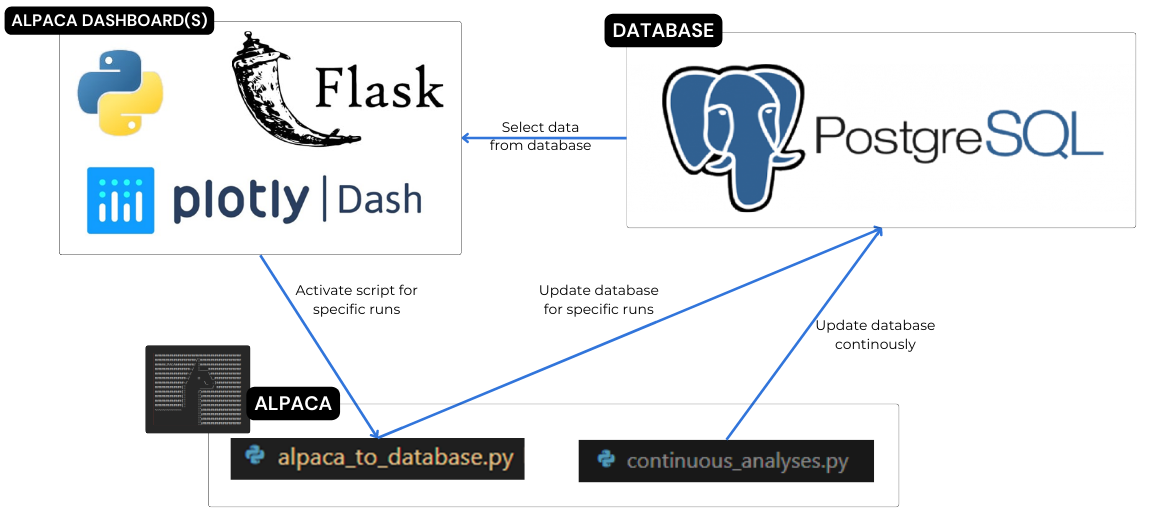 ALPACA DASHBOARD(S)
Flask
plotly | Dash
DATABASE
PostgreSQL
Select data
from database
Activate script for
specific runs
Update database
for specific runs
Update database
continously
ALPACA
alpaca_to_database.py
continuous_analyses.py